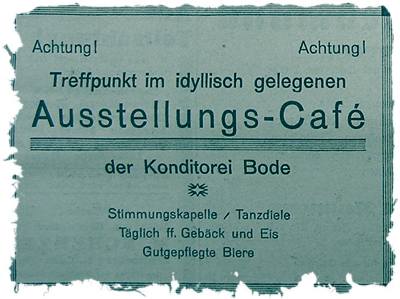 Achtung! Achtung!
Treffpunkt im idyllisch gelegenen
Ausstellungs-Café
der Konditorei Bode
Stimmungskapelle / Tanzdiele
Täglich ff. Gebäck und Eis
Gutgepflegte Biere